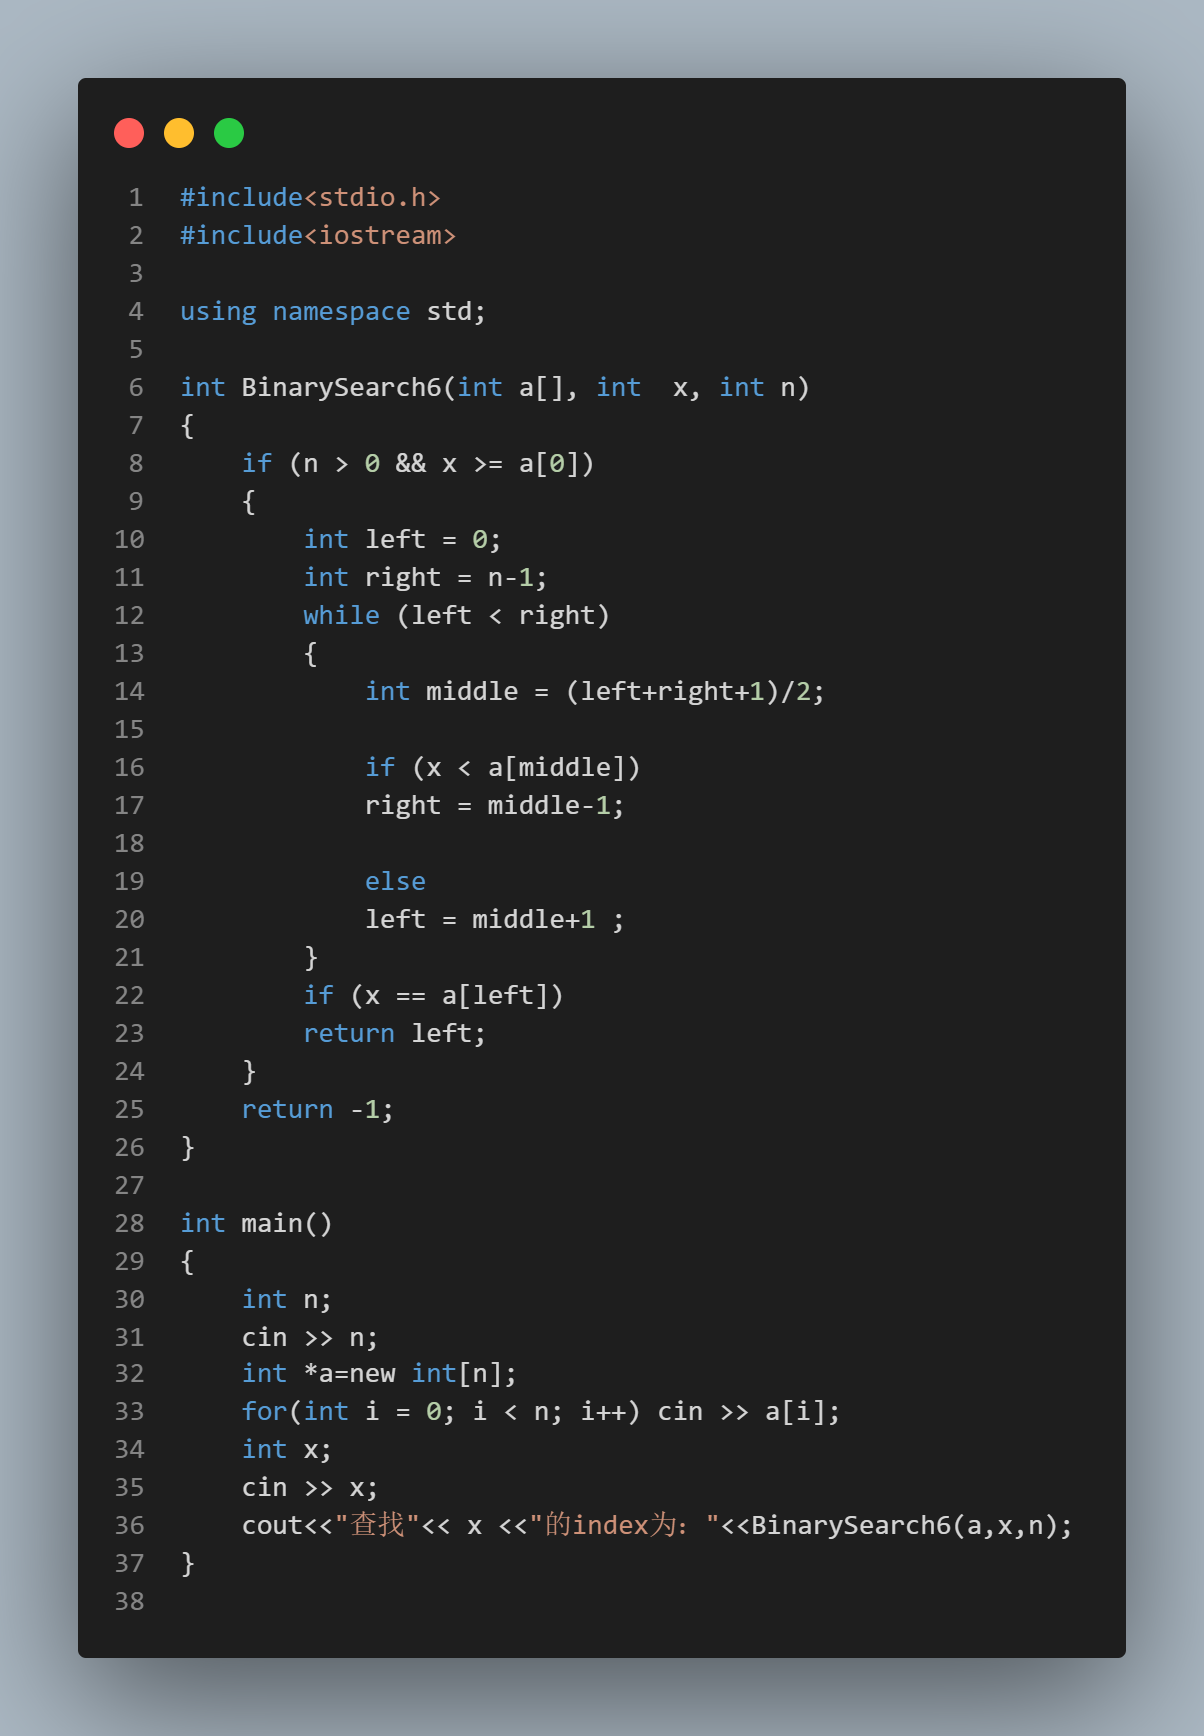 1 #include<stdio.h>
2 #include<iostream>
3
4 using namespace std;
5
6 int BinarySearch6(int a[], int  x, int n)
7 {
8     if (n > 0 && x >= a[0])
9     {
10         int left = 0;
11         int right = n-1;
12         while (left < right)
13         {
14             int middle = (left+right+1)/2;
15
16             if (x < a[middle])
17             right = middle-1;
18
19             else
20             left = middle+1 ;
21         }
22         if (x == a[left])
23         return left;
24     }
25     return -1;
26 }
27
28 int main()
29 {
30     int n;
31     cin >> n;
32     int *a=new int[n];
33     for(int i = 0; i < n; i++) cin >> a[i];
34     int x;
35     cin >> x;
36     cout<<"查找"<< x <<"的index为："<<BinarySearch6(a,x,n);
37 }
38